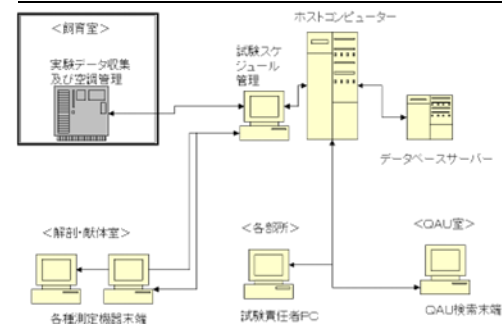 ホストコンピューター
<飼育室>
実験データ収集
及び空調管理
試験スケ
ジュール
管理
データベースサーバー
<解剖・献体室>
<各部所>
<QAU室>
各種測定機器末端
試験責任者PC
QAU検索末端